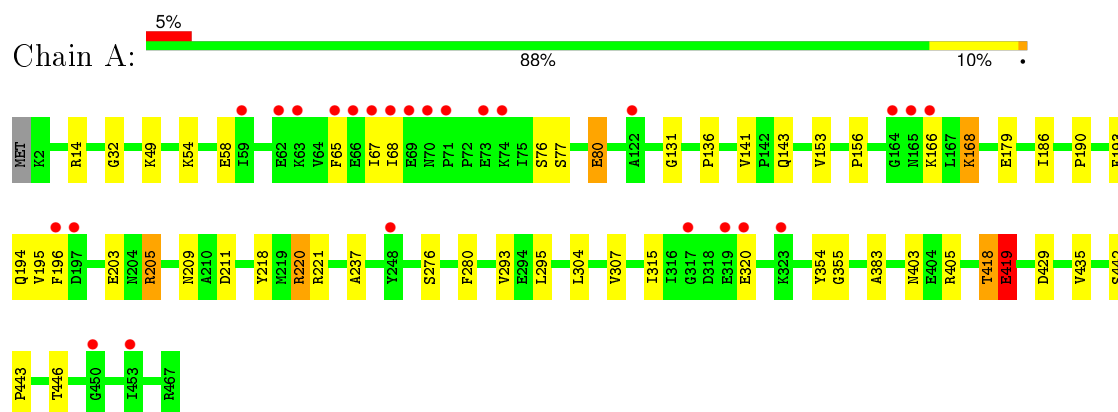 5%
Chain A:
88%
10%
•
MET K2 R14 G32 K49 K54 E58 I59 E62 K63 V64 F65 E66 I67 I68 E69 N70 P71 P72 E73 K74 I75 S76 S77 E80 A122 G131 P136 V141 P142 Q143 V153 P156 G164 N165 K166 L167 K168 E179 I186 P190
Q194 V195 F196 D197 E203 N204 R205 N209 A210 D211 Y218 M219 R220 R221 A237 Y248 S276 F280 V293 E294 L295 L304 V307 I315 I316 G317 D318 E319 E320 K323 Y354 G355 A383 N403 E404 R405 T418 E419 D429 V435
P443 T446 G450 I453 R467